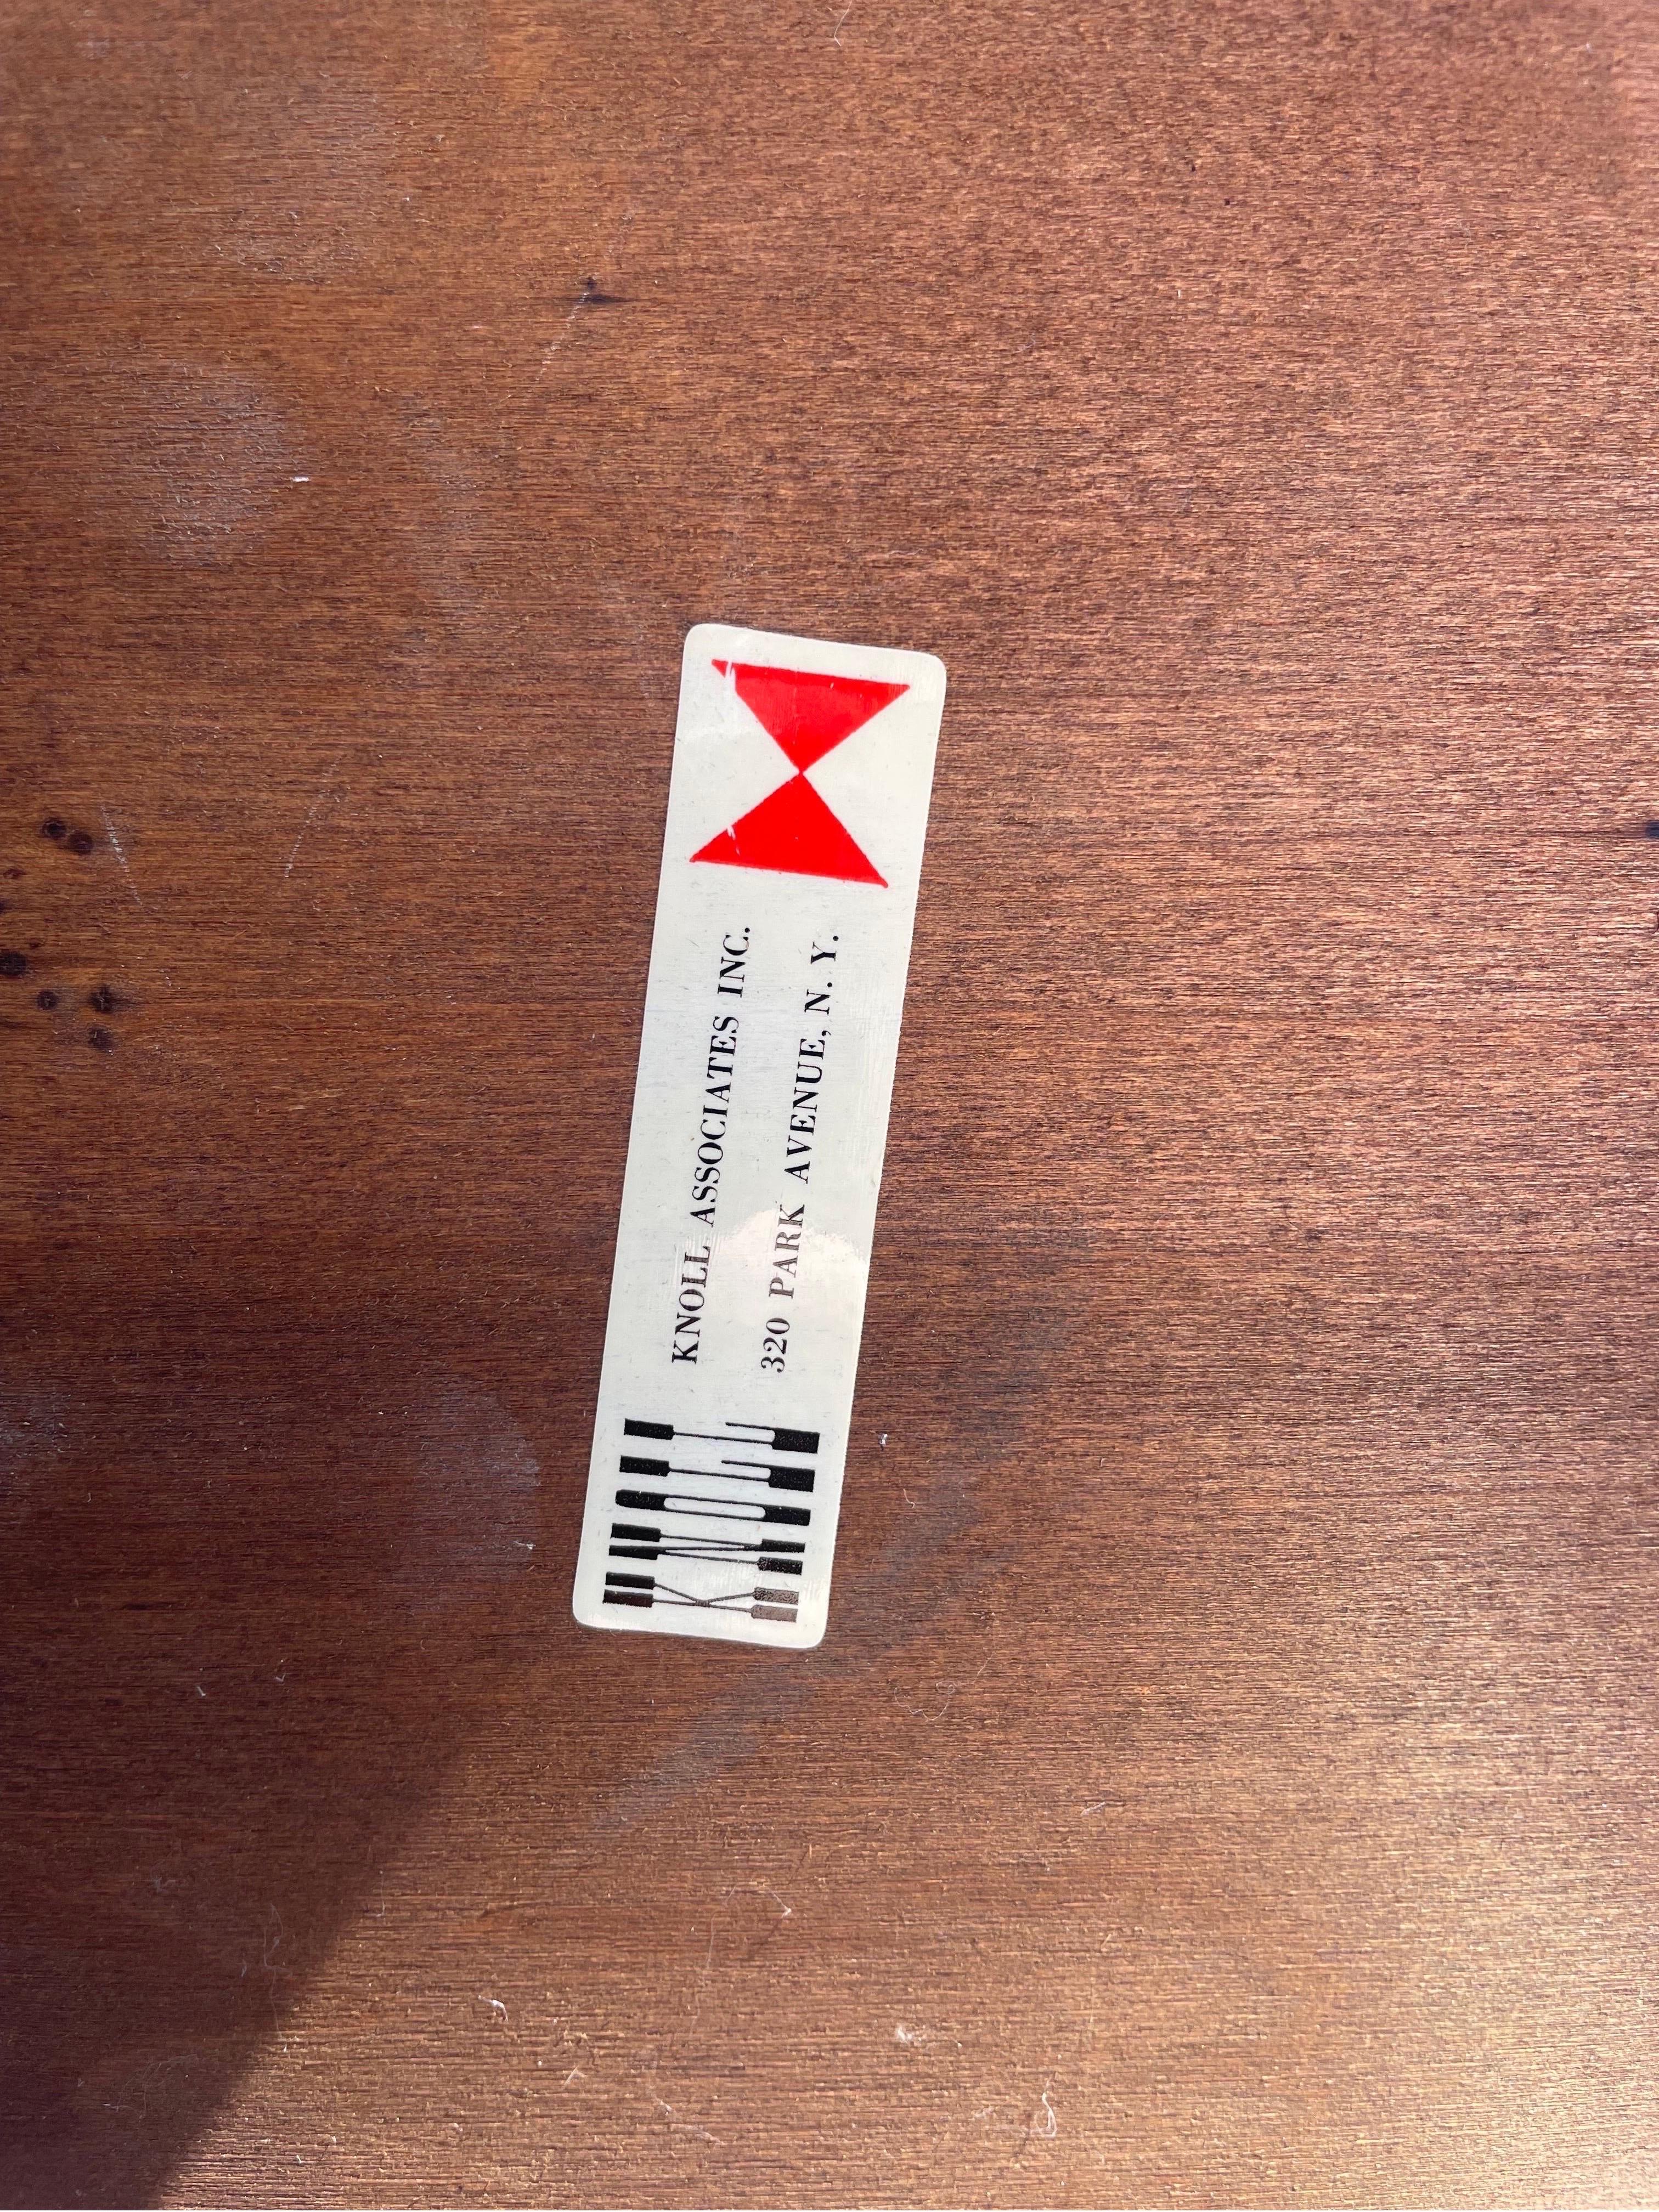 KNOLL
KNOLL ASSOCIATES INC.
320 PARK AVENUE, N. Y.